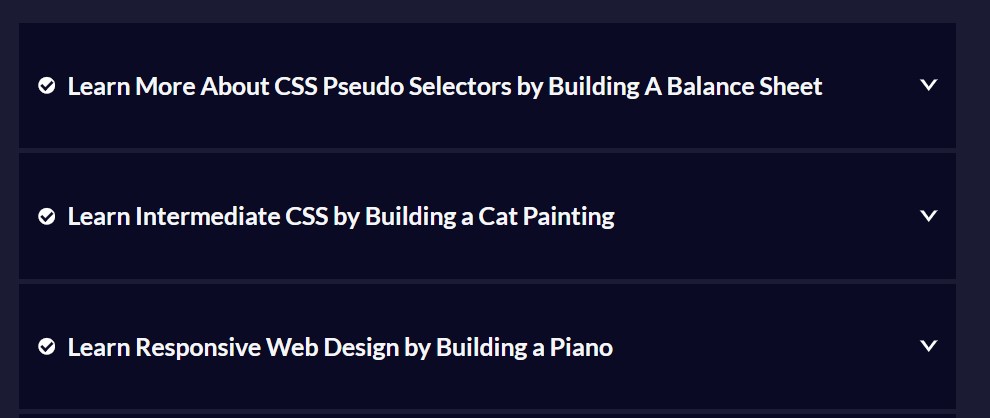 Learn More About CSS Pseudo Selectors by Building A Balance Sheet
Learn Intermediate CSS by Building a Cat Painting
Learn Responsive Web Design by Building a Piano